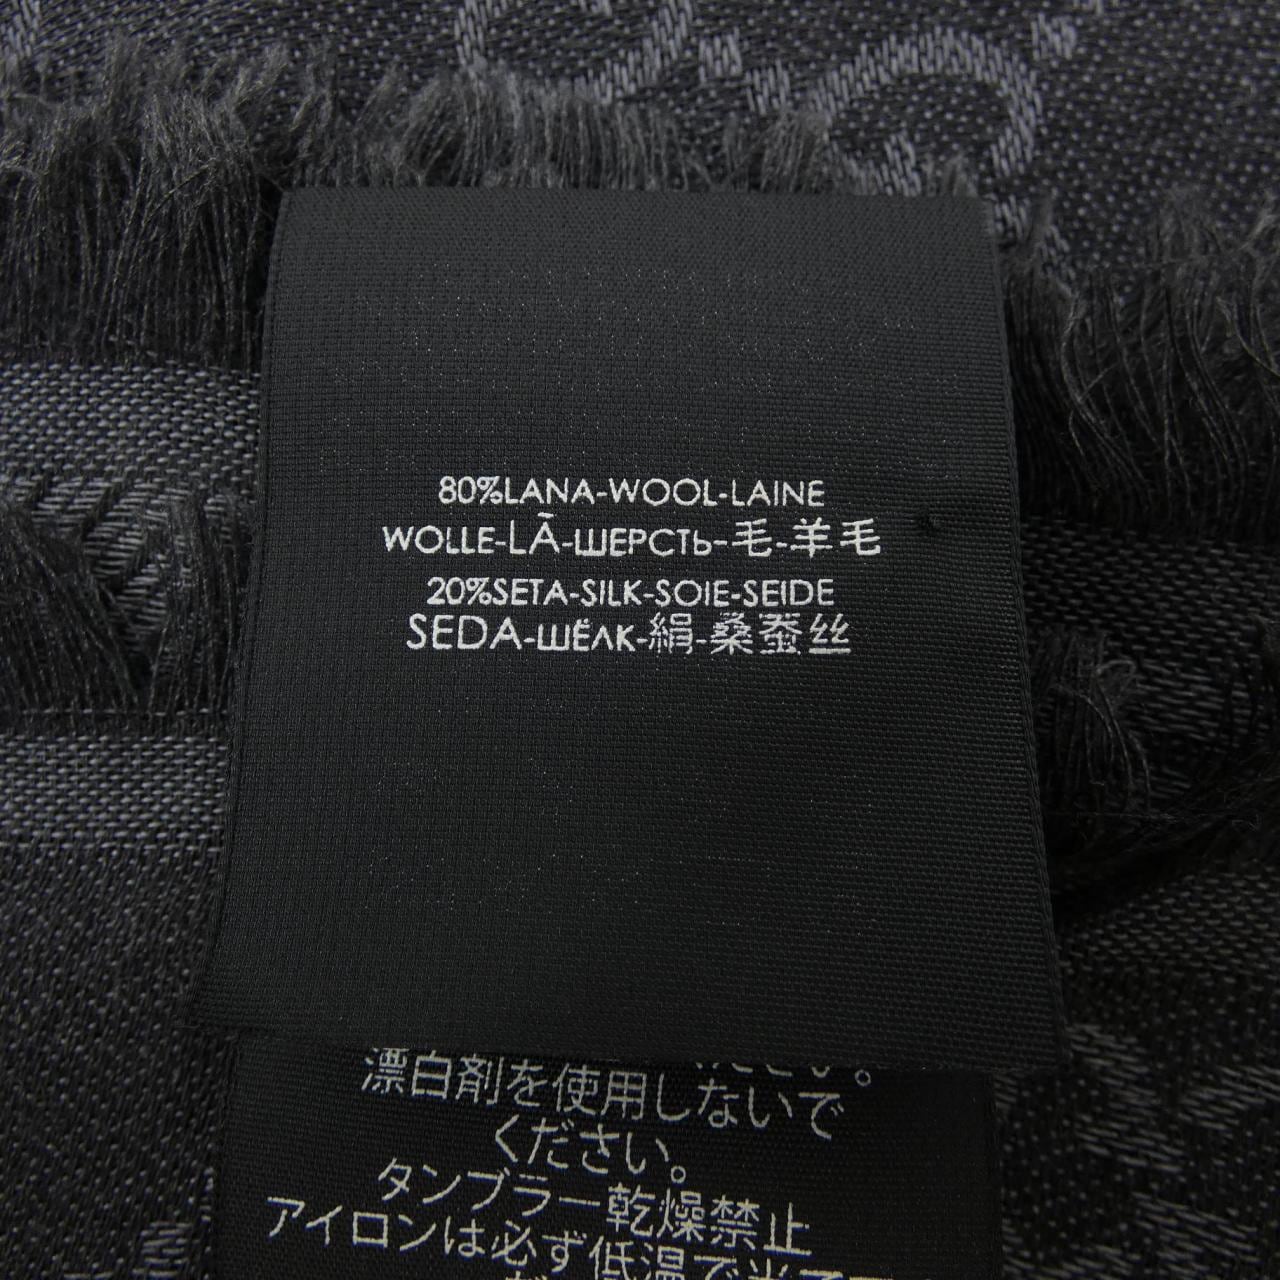 80%LANA-WOOL-LAINE
WOLLE-LÃ-ШЕРСТЬ-毛-羊毛
20%SETA-SILK-SOIE-SEIDE
SEDA-ШЁЛК-絹-桑蚕丝
漂白剤を使用しないで
ください。
タンブラー乾燥禁止
アイロンは必ず低温で当て